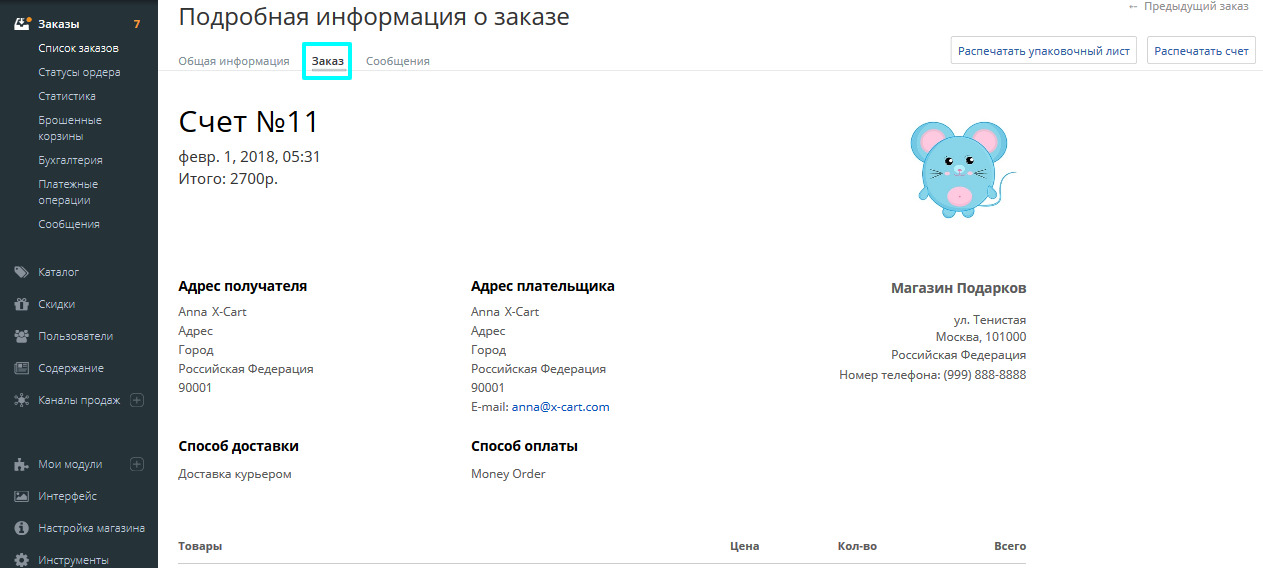 Заказы 7
Список заказов
Статусы ордера
Статистика
Брошенные
корзины
Бухгалтерия
Платежные
операции
Сообщения
Каталог
Скидки
Пользователи
Содержание
Каналы продаж
Мои модули
Интерфейс
Настройка магазина
Инструменты
Подробная информация о заказе
← Предыдущий заказ
Общая информация Заказ Сообщения
Распечатать упаковочный лист Распечатать счет
Счет №11
февр. 1, 2018, 05:31
Итого: 2700р.
Адрес получателя
Anna X-Cart
Адрес
Город
Российская Федерация
90001
Адрес плательщика
Anna X-Cart
Адрес
Город
Российская Федерация
90001
E-mail: anna@x-cart.com
Магазин Подарков
ул. Тенистая
Москва, 101000
Российская Федерация
Номер телефона: (999) 888-8888
Способ доставки
Доставка курьером
Способ оплаты
Money Order
Товары Цена Кол-во Всего